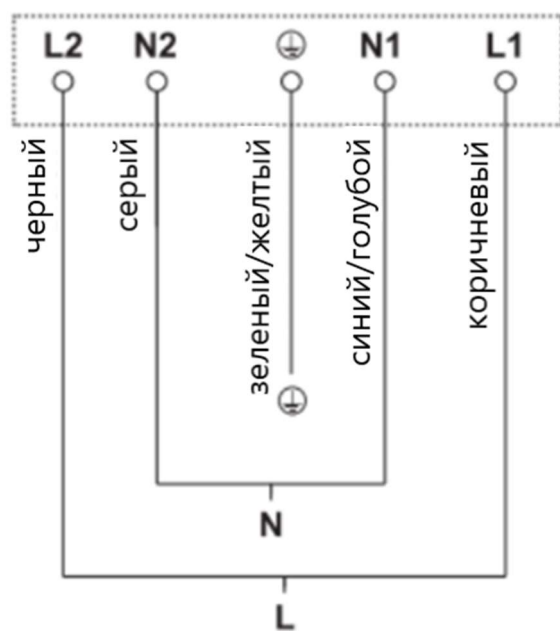 L2 N2 N1 L1
черный
серый
зеленый/желтый
синий/голубой
коричневый
N
L